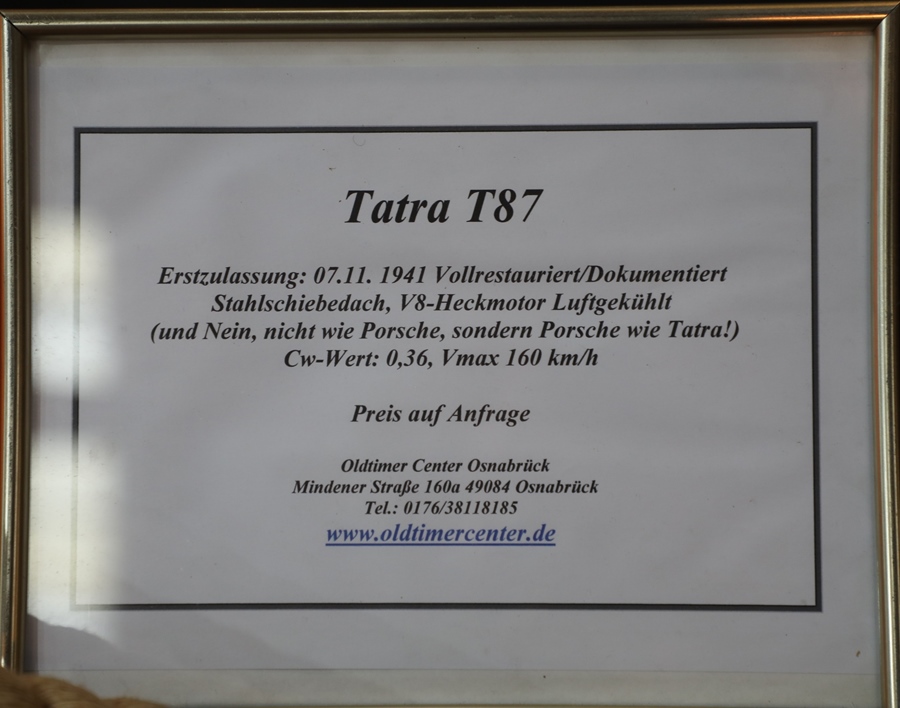 Tatra T87
Erstzulassung: 07.11. 1941 Vollrestauriert/Dokumentiert
Stahlschiebedach, V8-Heckmotor Luftgekühlt
(und Nein, nicht wie Porsche, sondern Porsche wie Tatra!)
Cw-Wert: 0,36, Vmax 160 km/h
Preis auf Anfrage
Oldtimer Center Osnabrück
Mindener Straße 160a 49084 Osnabrück
Tel.: 0176/38118185
www.oldtimercenter.de